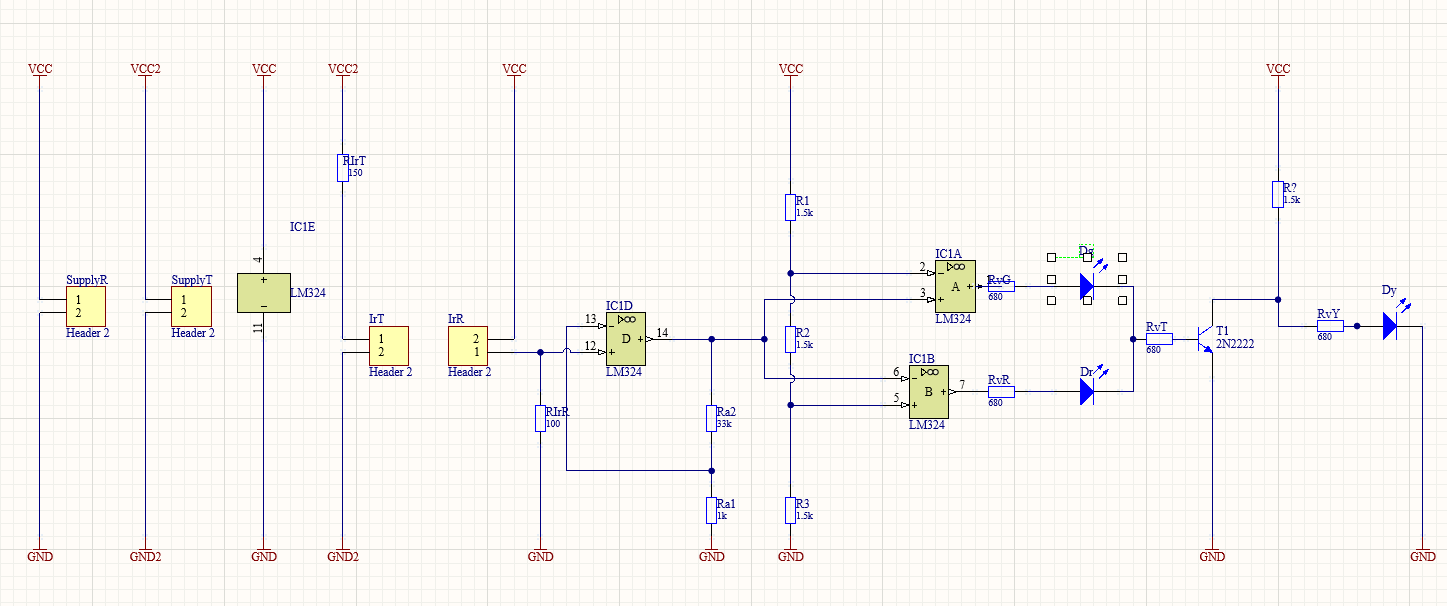 VCC
VCC2
VCC
VCC2
VCC
VCC
VCC
RIrT
150
R?
1.5k
R1
1.5k
IC1E
4
+
−
LM324
11
SupplyR
1
2
Header 2
SupplyT
1
2
Header 2
IrT
1
2
Header 2
IrR
2
1
Header 2
RIrR
100
IC1D
13
12
−
+
D
+
14
LM324
Ra2
33k
Ra1
1k
R2
1.5k
R3
1.5k
IC1A
2
3
−
+
A
+
LM324
RvG
680
Dg
IC1B
6
5
−
+
B
+
7
LM324
RvR
680
Dr
RvT
680
T1
2N2222
RvY
680
Dy
GND
GND2
GND
GND2
GND
GND
GND
GND
GND